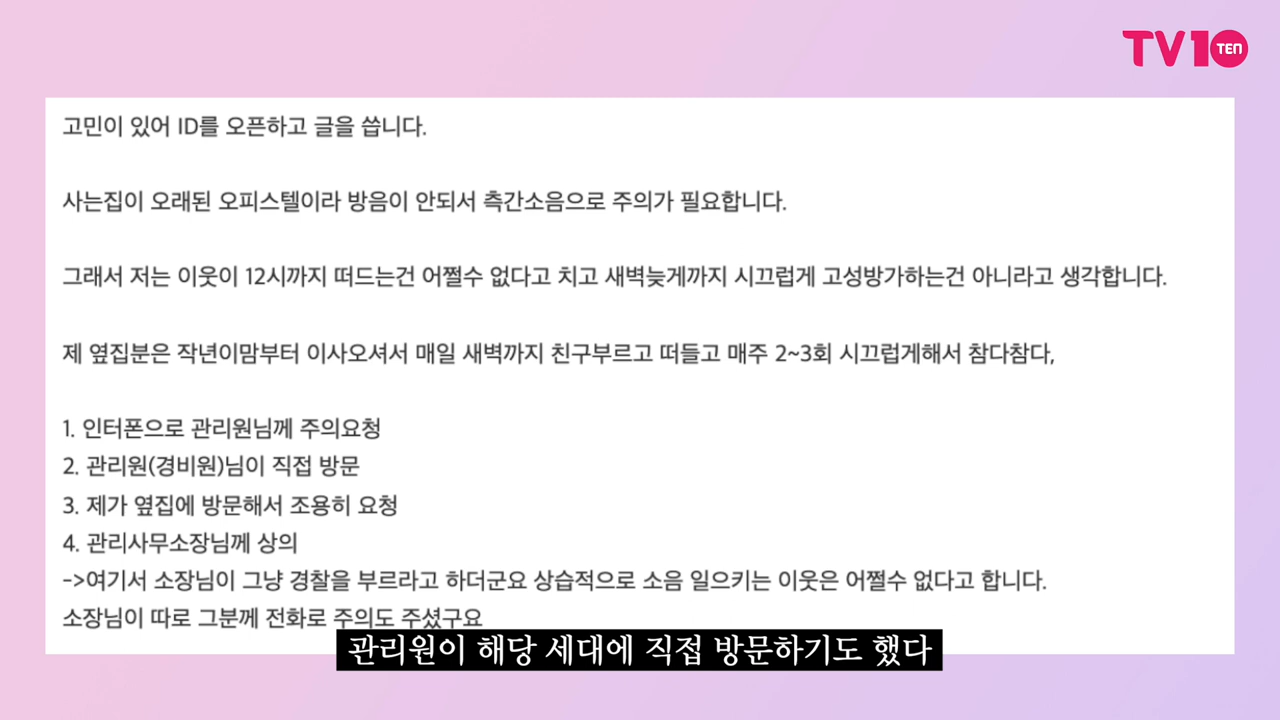 TV10 TEN
고민이 있어 ID를 오픈하고 글을 씁니다.
사는집이 오래된 오피스텔이라 방음이 안되서 측간소음으로 주의가 필요합니다.
그래서 저는 이웃이 12시까지 떠드는건 어쩔수 없다고 치고 새벽늦게까지 시끄럽게 고성방가하는건 아니라고 생각합니다.
제 옆집분은 작년이맘부터 이사오셔서 매일 새벽까지 친구부르고 떠들고 매주 2~3회 시끄럽게해서 참다참다,
1. 인터폰으로 관리원님께 주의요청
2. 관리원(경비원)님이 직접 방문
3. 제가 옆집에 방문해서 조용히 요청
4. 관리사무소장님께 상의
->여기서 소장님이 그냥 경찰을 부르라고 하더군요 상습적으로 소음 일으키는 이웃은 어쩔수 없다고 합니다.
소장님이 따로 그분께 전화로 주의도 주셨구요
관리원이 해당 세대에 직접 방문하기도 했다